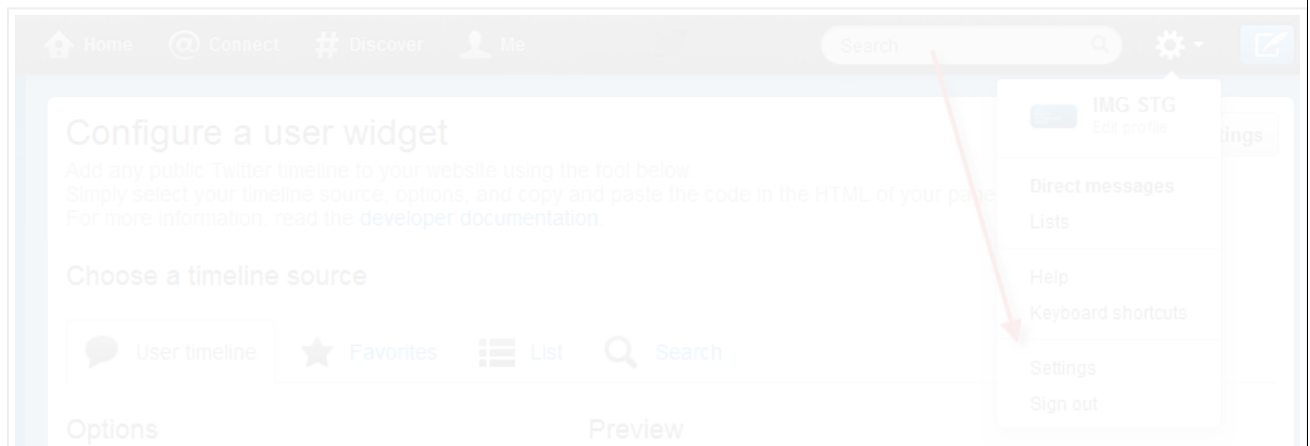 Home Connect Discover Me Search
IMG STG
Edit profile
Configure a user widget
tings
Add any public Twitter timeline to your website using the tool below.
Simply select your timeline source, options, and copy and paste the code in the HTML of your page
For more information, read the developer documentation.
Direct messages
Lists
Choose a timeline source
Help
Keyboard shortcuts
User timeline Favorites List Search
Settings
Sign out
Options Preview